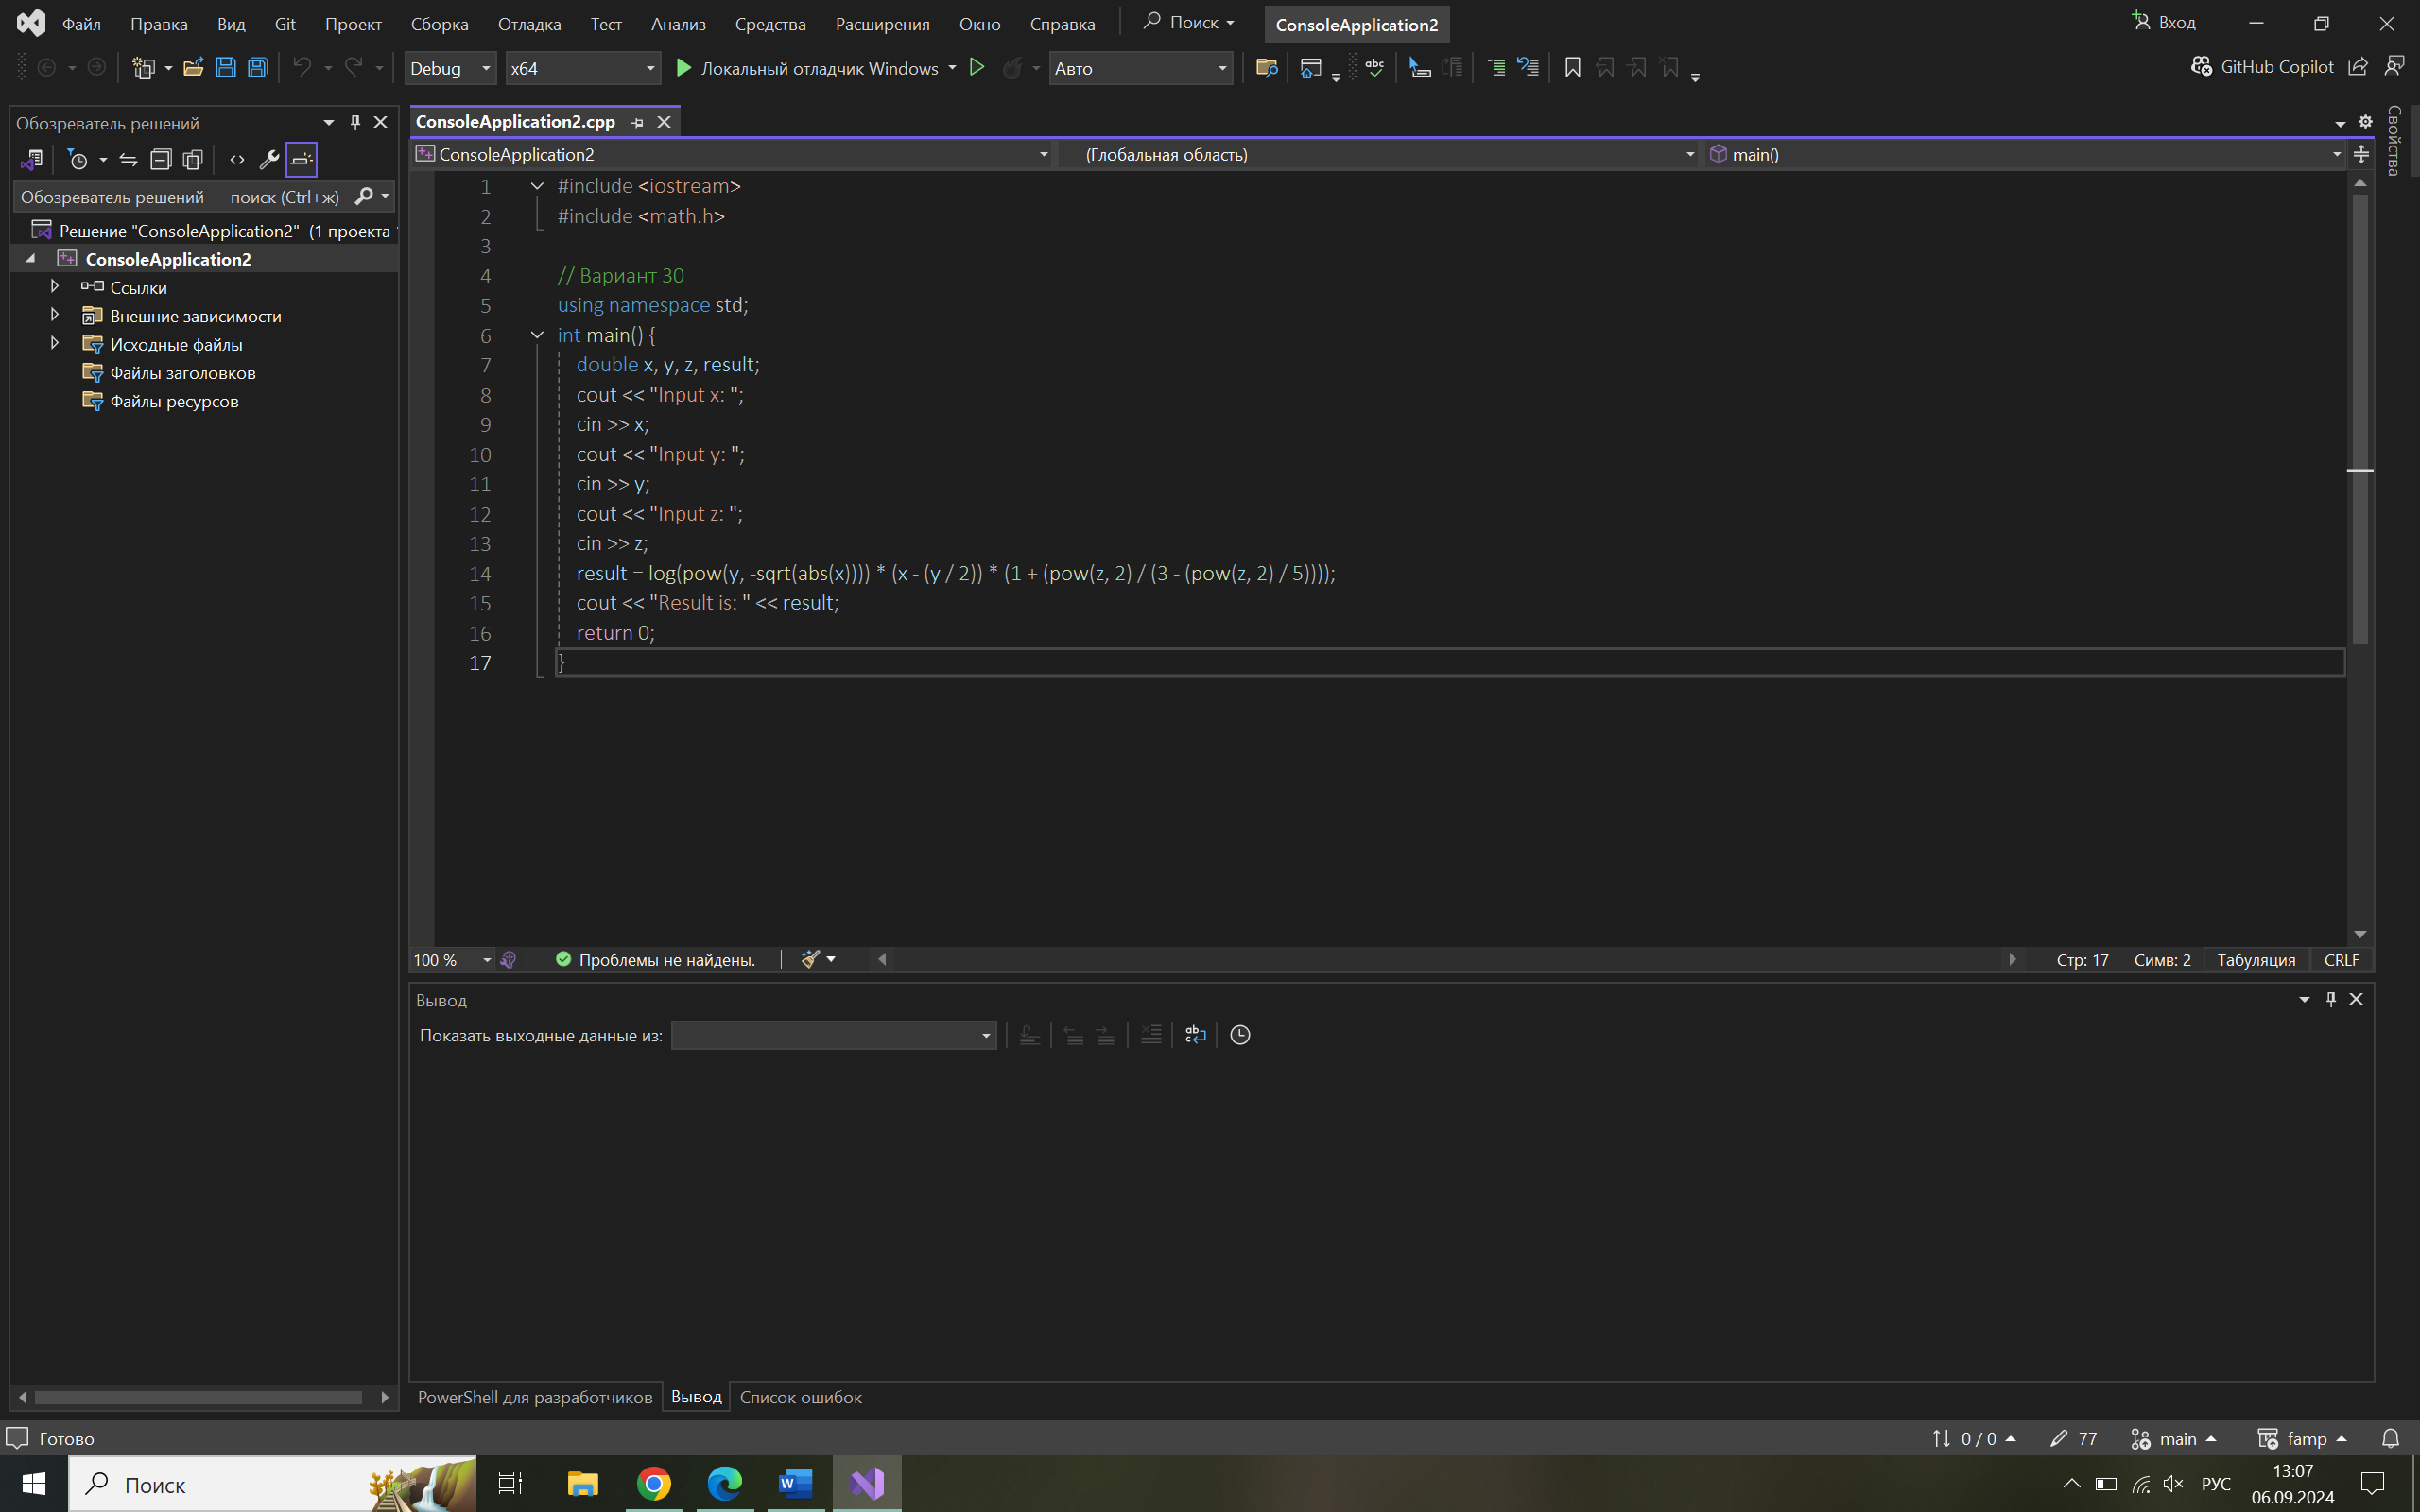 Файл Правка Вид Git Проект Сборка Отладка Тест Анализ Средства Расширения Окно Справка Поиск ConsoleApplication2 Вход
Debug x64 Локальный отладчик Windows Авто abc GitHub Copilot
Обозреватель решений
Обозреватель решений — поиск (Ctrl+ж)
Решение "ConsoleApplication2" (1 проекта
ConsoleApplication2
Ссылки
Внешние зависимости
Исходные файлы
Файлы заголовков
Файлы ресурсов
ConsoleApplication2.cpp
ConsoleApplication2 (Глобальная область) main()
Свойства
1 #include <iostream>
2 #include <math.h>
3
4 // Вариант 30
5 using namespace std;
6 int main() {
7 double x, y, z, result;
8 cout << "Input x: ";
9 cin >> x;
10 cout << "Input y: ";
11 cin >> y;
12 cout << "Input z: ";
13 cin >> z;
14 result = log(pow(y, -sqrt(abs(x)))) * (x - (y / 2)) * (1 + (pow(z, 2) / (3 - (pow(z, 2) / 5))));
15 cout << "Result is: " << result;
16 return 0;
17 }
100 % Проблемы не найдены. Стр: 17 Симв: 2 Табуляция CRLF
Вывод
Показать выходные данные из:
PowerShell для разработчиков Вывод Список ошибок
Готово 0 / 0 77 main famp
Поиск РУС 13:07
06.09.2024